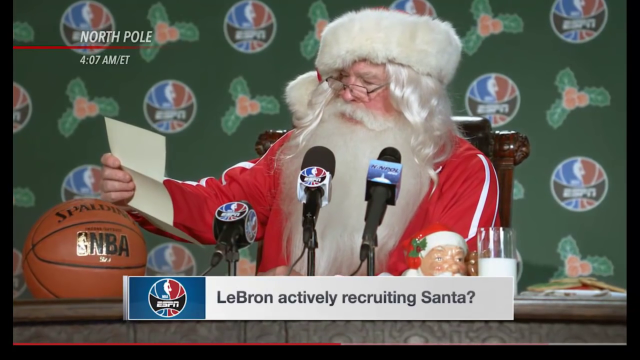 NORTH POLE
4:07 AM/ET
SPALDING
NBA
ESPN
LeBron actively recruiting Santa?